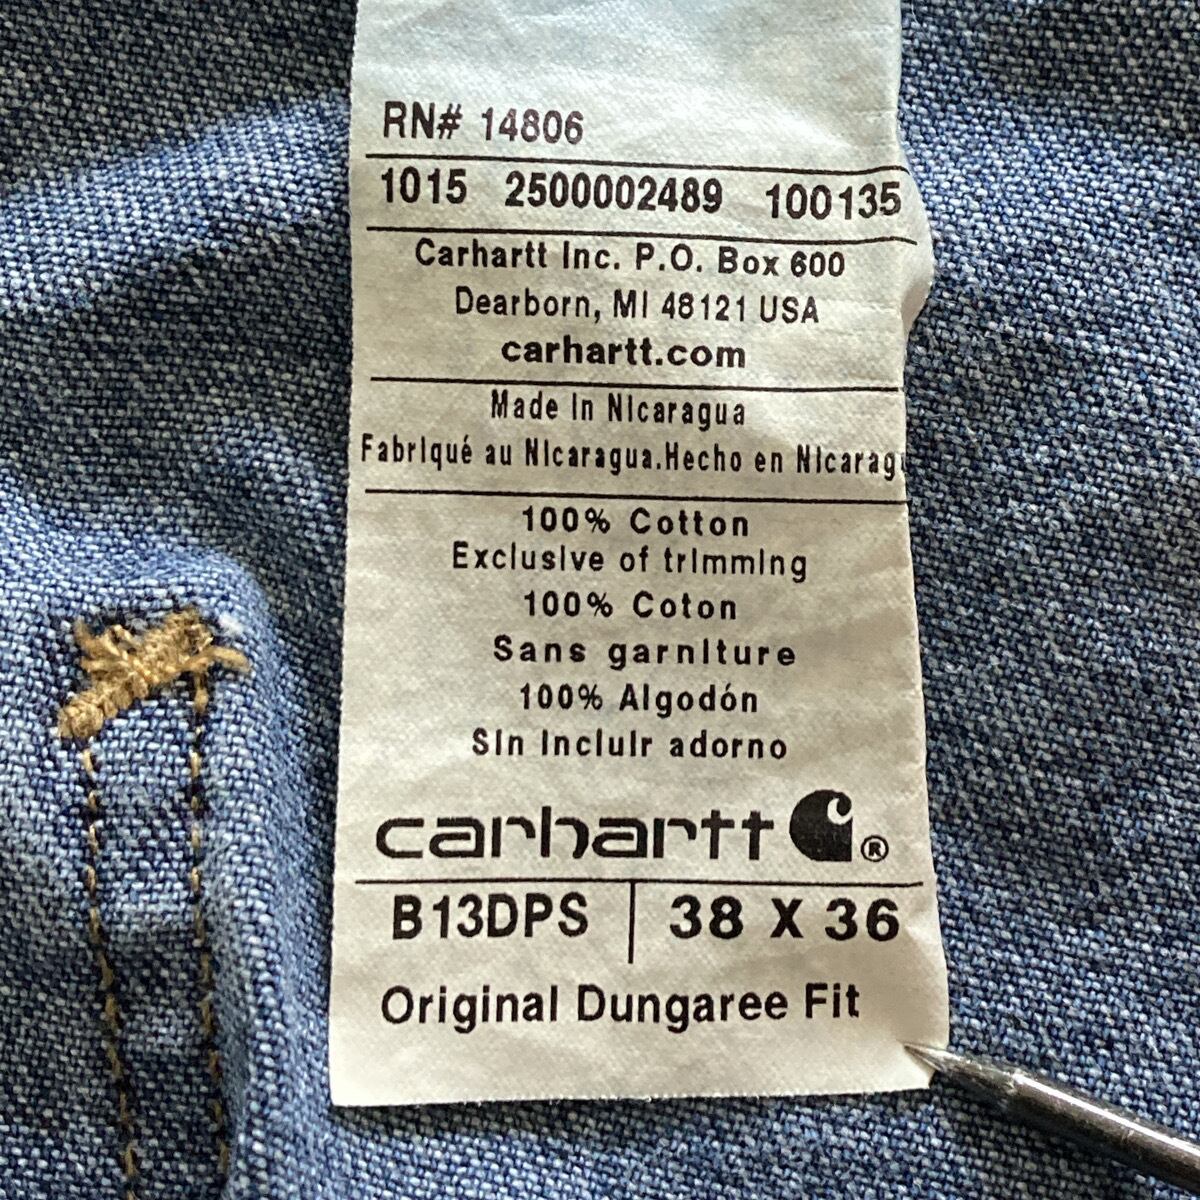 RN# 14806
1015 2500002489 100135
Carhartt Inc. P.O. Box 600
Dearborn, MI 48121 USA
carhartt.com
Made In Nicaragua
Fabriqué au Nicaragua.Hecho en Nicarag
100% Cotton
Exclusive of trimming
100% Coton
Sans garniture
100% Algodón
Sin Incluir adorno
carhartt ®
B13DPS | 38 X 36
Original Dungaree Fit